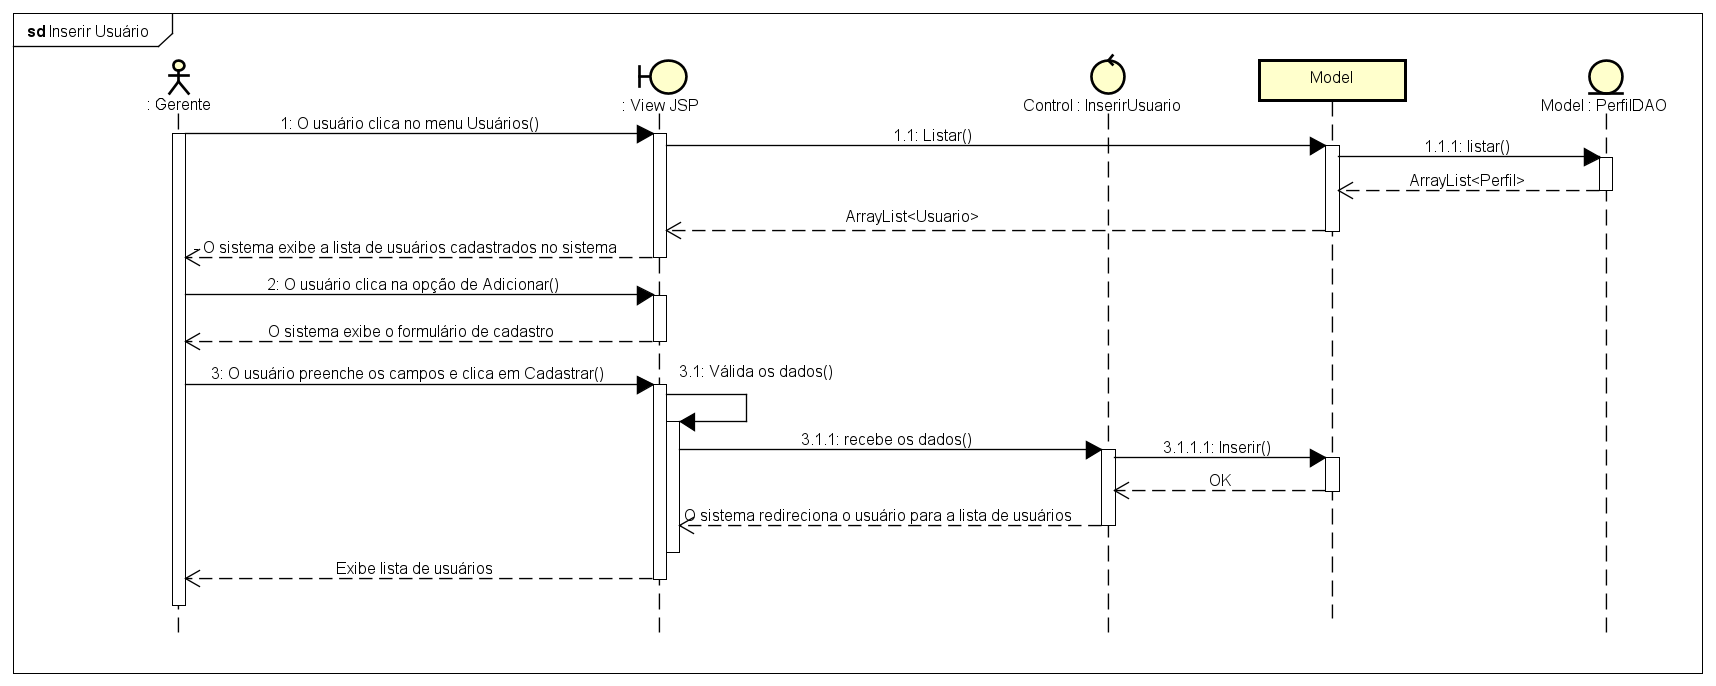 sd Inserir Usuário
: Gerente
: View JSP
Control : InserirUsuario
Model
Model : PerfilDAO
1: O usuário clica no menu Usuários()
1.1: Listar()
1.1.1: listar()
ArrayList<Perfil>
ArrayList<Usuario>
O sistema exibe a lista de usuários cadastrados no sistema
2: O usuário clica na opção de Adicionar()
O sistema exibe o formulário de cadastro
3: O usuário preenche os campos e clica em Cadastrar()
3.1: Válida os dados()
3.1.1: recebe os dados()
3.1.1.1: Inserir()
OK
O sistema redireciona o usuário para a lista de usuários
Exibe lista de usuários